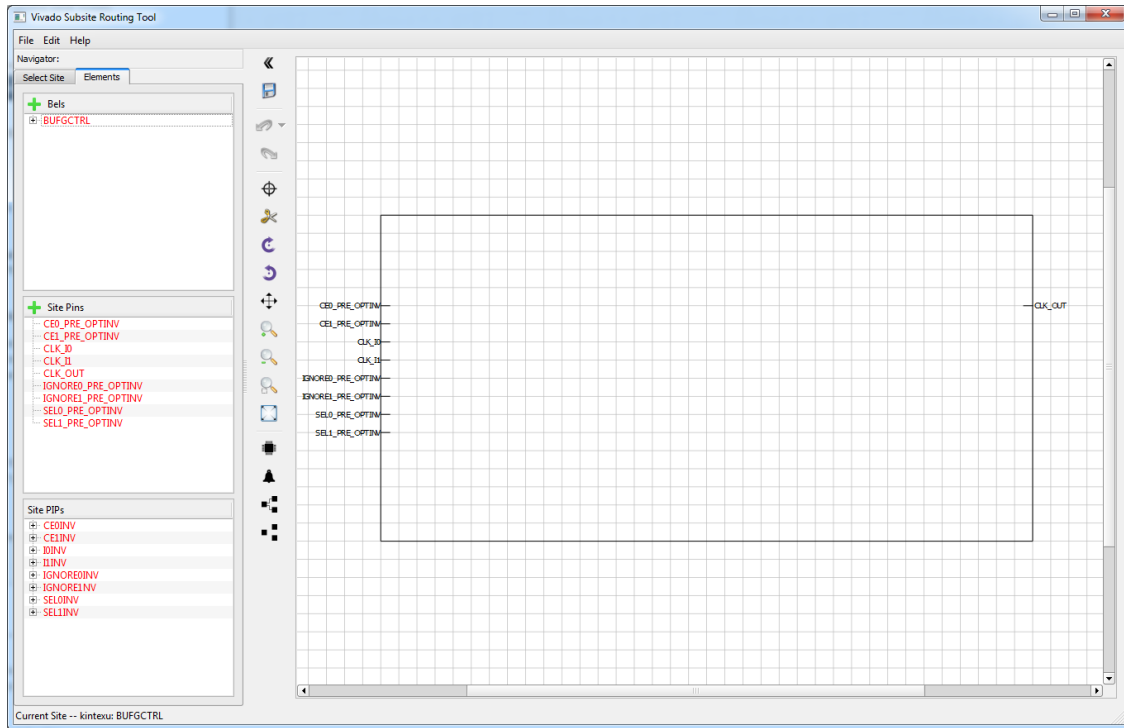 Vivado Subsite Routing Tool
File Edit Help
Navigator:
Select Site Elements
Bels
BUFGCTRL
Site Pins
CE0_PRE_OPTINV
CE1_PRE_OPTINV
CLK_I0
CLK_I1
CLK_OUT
IGNORE0_PRE_OPTINV
IGNORE1_PRE_OPTINV
SEL0_PRE_OPTINV
SEL1_PRE_OPTINV
Site PIPs
CE0INV
CE1INV
I0INV
I1INV
IGNORE0INV
IGNORE1NV
SEL0INV
SEL1INV
CE0_PRE_OPTINV
CE1_PRE_OPTINV
CLK_I0
CLK_I1
IGNORE0_PRE_OPTINV
IGNORE1_PRE_OPTINV
SEL0_PRE_OPTINV
SEL1_PRE_OPTINV
CLK_OUT
Current Site -- kintexu: BUFGCTRL